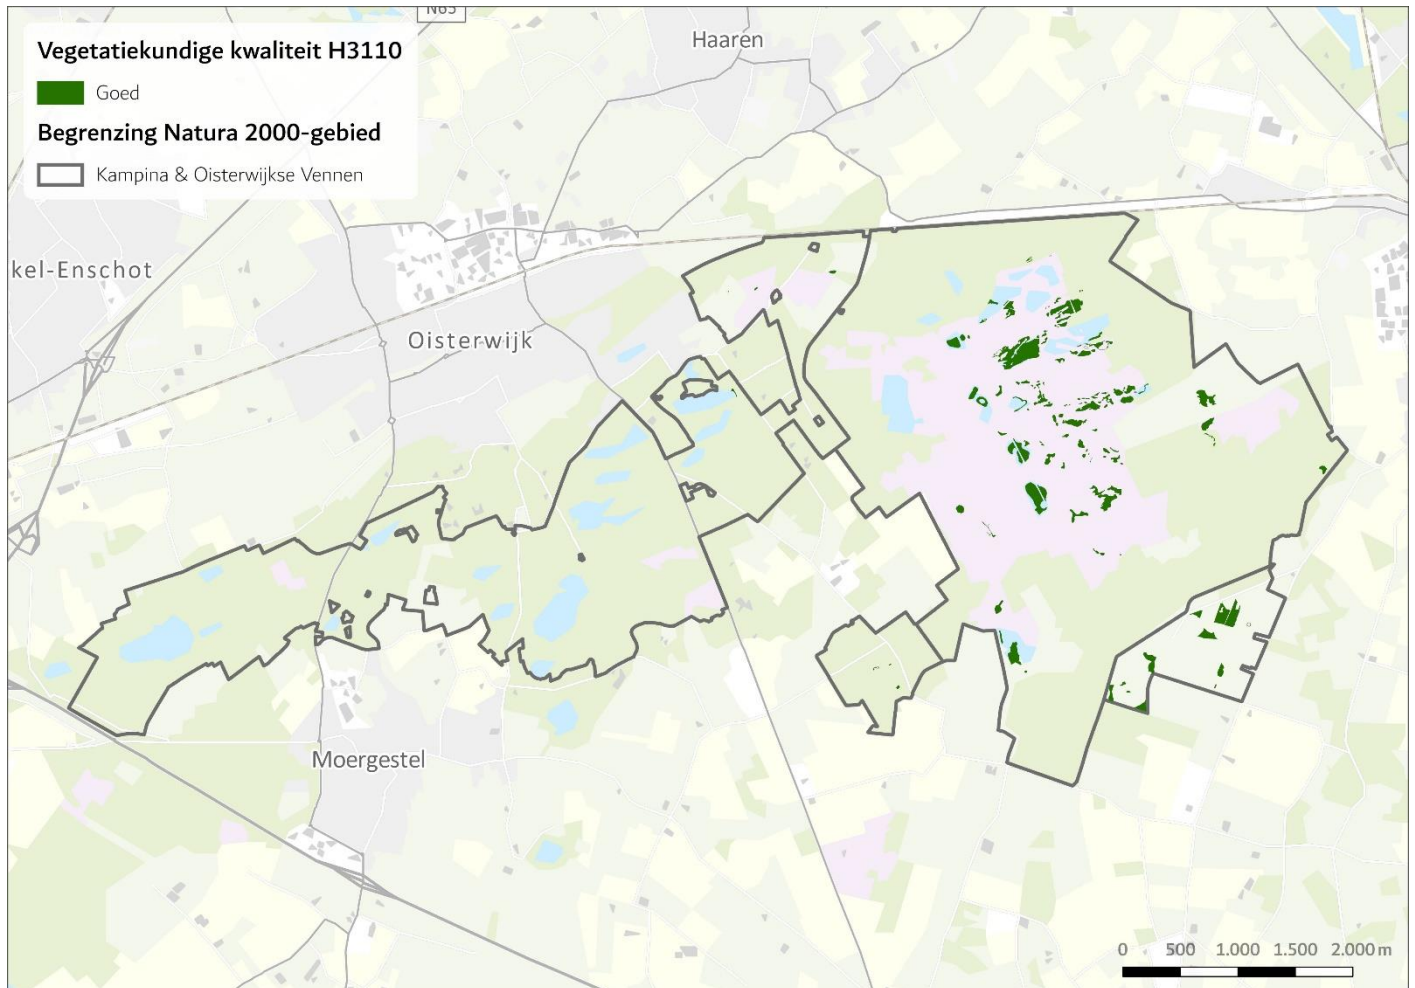 N65
Vegetatiekundige kwaliteit H3110
Goed
Begrenzing Natura 2000-gebied
Kampina & Oisterwijkse Vennen
Haaren
kel-Enschot
Oisterwijk
Moergestel
0 500 1.000 1.500 2.000 m